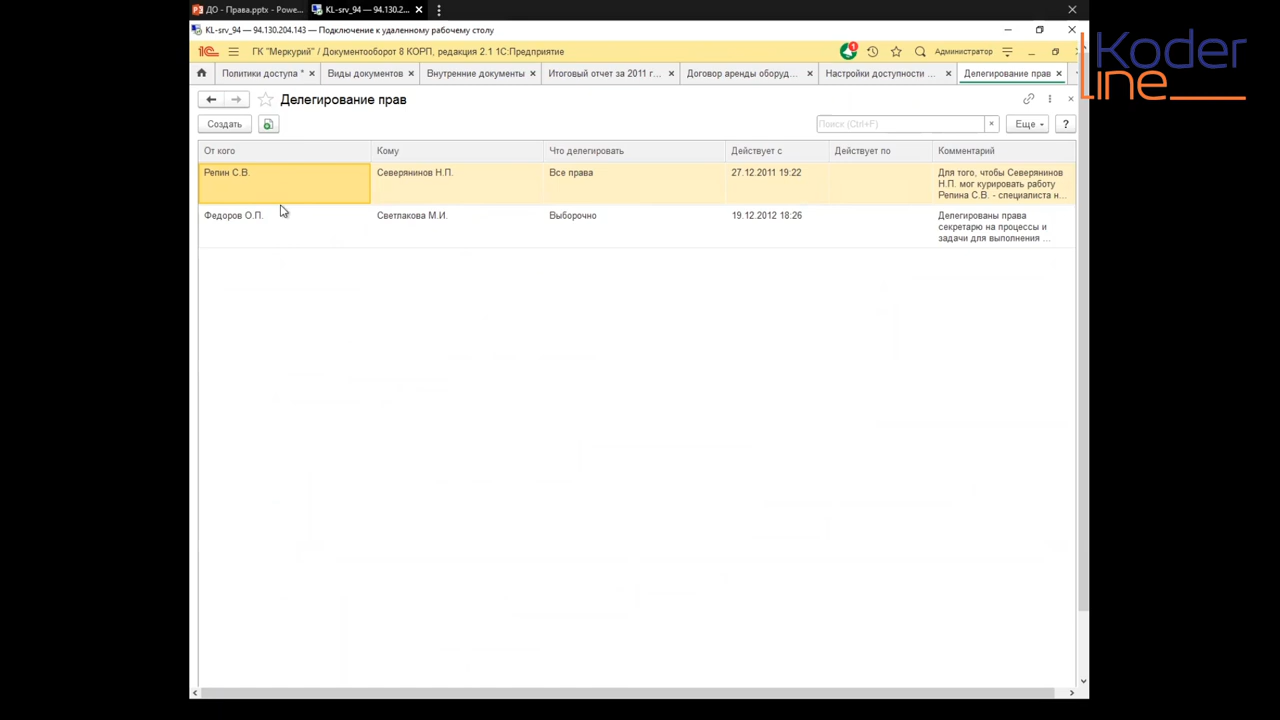 ДО - Права.pptx - Powe...
KL-srv_94 — 94.130.2...
KL-srv_94 — 94.130.204.143 — Подключение к удаленному рабочему столу
Koder
Line
1С
ГК "Меркурий" / Документооборот 8 КОРП, редакция 2.1 1С:Предприятие
1
Администратор
Политики доступа *
Виды документов
Внутренние документы
Итоговый отчет за 2011 г...
Договор аренды оборуд...
Настройки доступности ...
Делегирование прав
Делегирование прав
Создать
Поиск (Ctrl+F)
Еще
?
От кого
Кому
Что делегировать
Действует с
Действует по
Комментарий
Репин С.В.
Северянинов Н.П.
Все права
27.12.2011 19:22
Для того, чтобы Северянинов
Н.П. мог курировать работу
Репина С.В. - специалиста н...
Федоров О.П.
Светлакова М.И.
Выборочно
19.12.2012 18:26
Делегированы права
секретарю на процессы и
задачи для выполнения ...